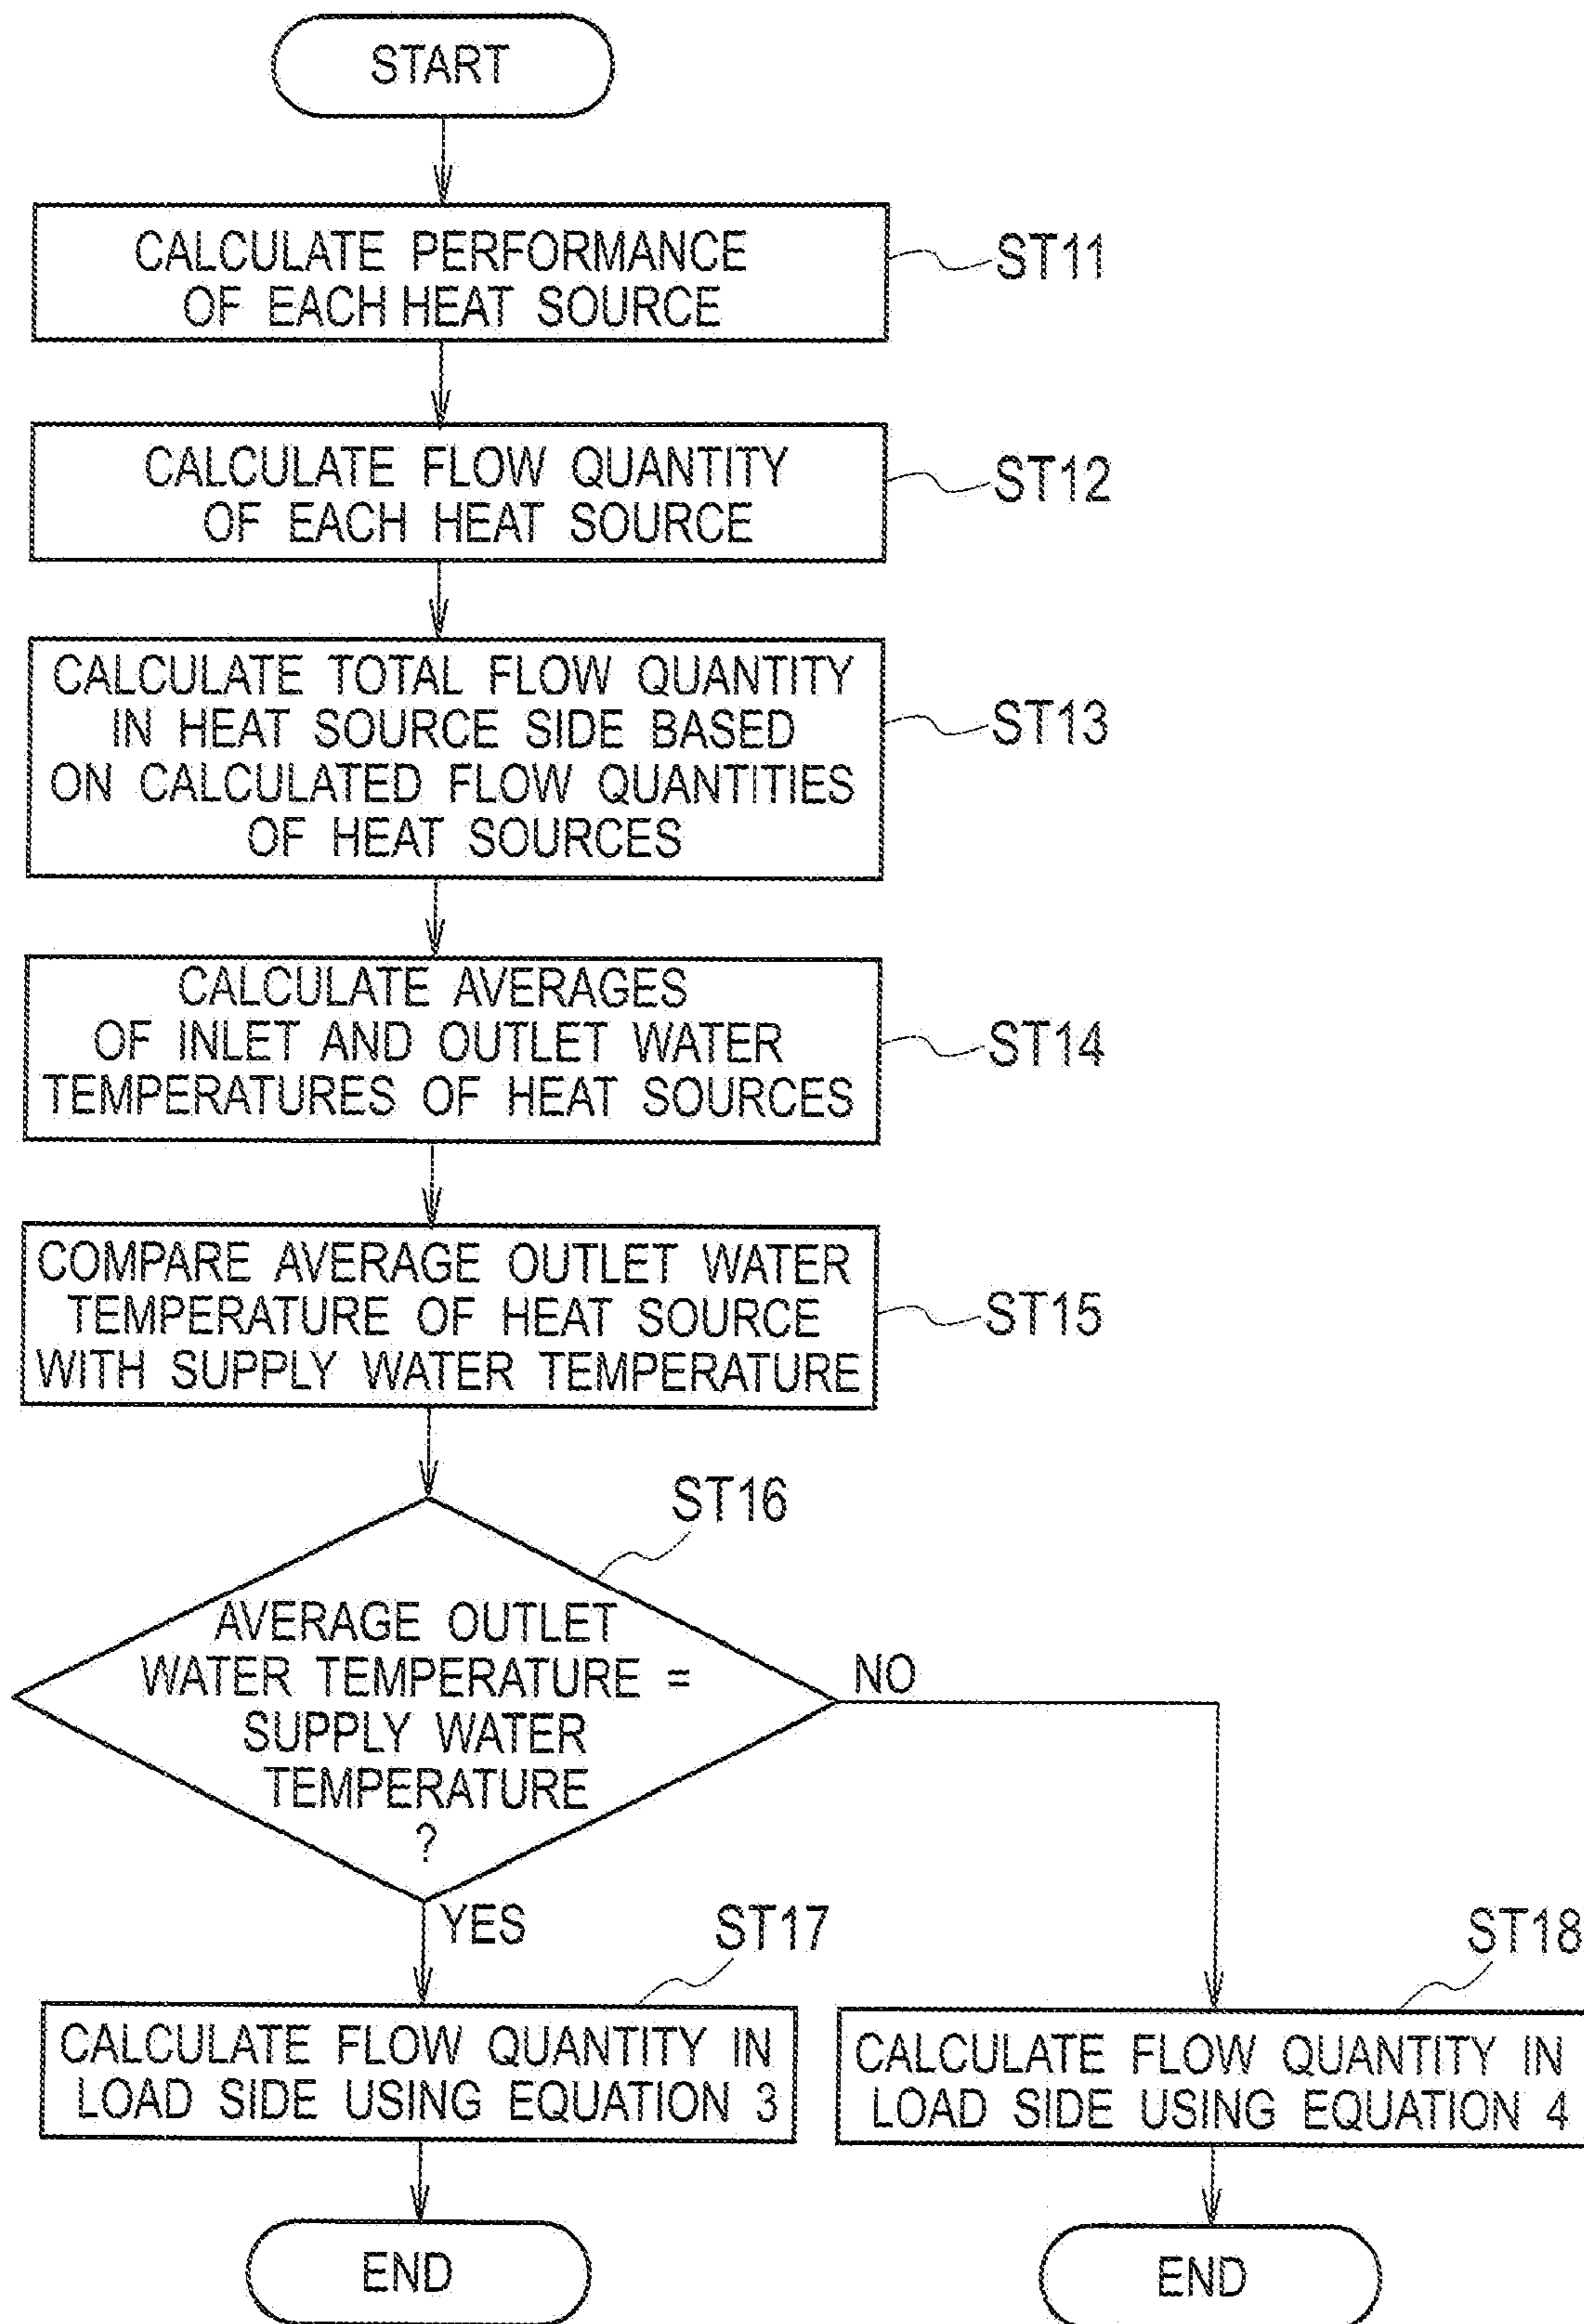 START
CALCULATE PERFORMANCE
OF EACH HEAT SOURCE
ST11
CALCULATE FLOW QUANTITY
OF EACH HEAT SOURCE
ST12
CALCULATE TOTAL FLOW QUANTITY
IN HEAT SOURCE SIDE BASED
ON CALCULATED FLOW QUANTITIES
OF HEAT SOURCES
ST13
CALCULATE AVERAGES
OF INLET AND OUTLET WATER
TEMPERATURES OF HEAT SOURCES
ST14
COMPARE AVERAGE OUTLET WATER
TEMPERATURE OF HEAT SOURCE
WITH SUPPLY WATER TEMPERATURE
ST15
ST16
AVERAGE OUTLET
WATER TEMPERATURE =
SUPPLY WATER
TEMPERATURE
?
NO
YES
ST17
ST18
CALCULATE FLOW QUANTITY IN
LOAD SIDE USING EQUATION 3
CALCULATE FLOW QUANTITY IN
LOAD SIDE USING EQUATION 4
END
END